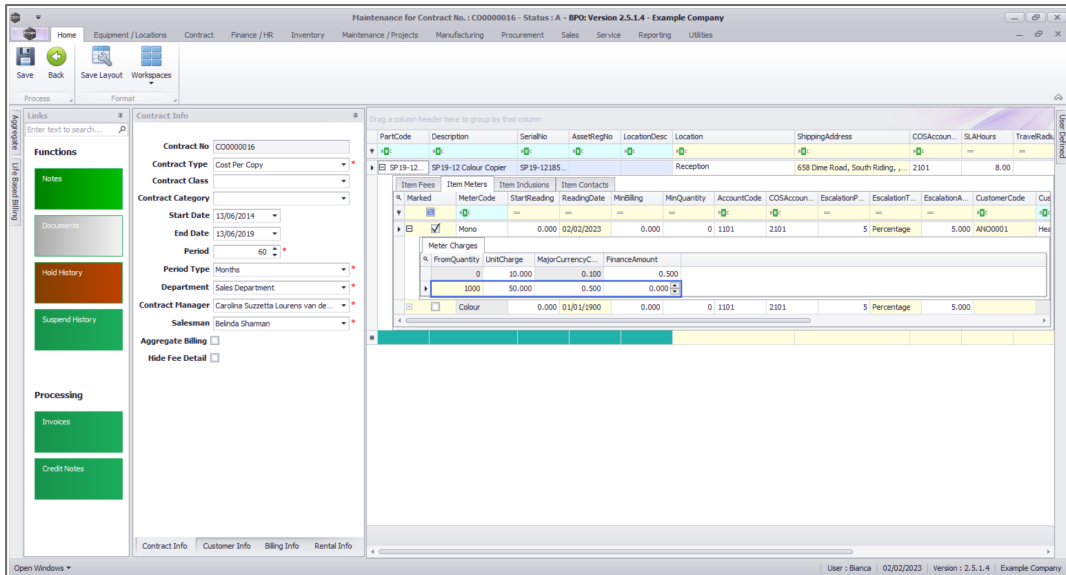 Maintenance for Contract No. : CO0000016 - Status : A - BPO: Version 2.5.1.4 - Example Company
Home Equipment / Locations Contract Finance / HR Inventory Maintenance / Projects Manufacturing Procurement Sales Service Reporting Utilities
Save Back Save Layout Workspaces
Process Format
Aggregate
Life Based Billing
Links
Enter text to search...
Functions
Notes
Documents
Hold History
Suspend History
Processing
Invoices
Credit Notes
Contract Info
Contract No CO0000016
Contract Type Cost Per Copy *
Contract Class
Contract Category
Start Date 13/06/2014
End Date 13/06/2019
Period 60 *
Period Type Months *
Department Sales Department *
Contract Manager Carolina Suzzetta Lourens van de... *
Salesman Belinda Sharman *
Aggregate Billing
Hide Fee Detail
Contract Info Customer Info Billing Info Rental Info
Drag a column header here to group by that column
PartCode Description SerialNo AssetRegNo LocationDesc Location ShippingAddress COSAccoun... SLAHours TravelRadiu
SP19-12... SP19-12 Colour Copier SP19-12185... Reception 658 Dime Road, South Riding, ,... 2101 8.00
Item Fees Item Meters Item Inclusions Item Contacts
Marked MeterCode StartReading ReadingDate MinBilling MinQuantity AccountCode COSAccoun... EscalationP... EscalationT... EscalationA... CustomerCode Cus
Mono 0.000 02/02/2023 0.000 0 1101 2101 5 Percentage 5.000 ANO0001 Hea
Meter Charges
FromQuantity UnitCharge MajorCurrencyC... FinanceAmount
0 10.000 0.100 0.500
1000 50.000 0.500 0.000
Colour 0.000 01/01/1900 0.000 0 1101 2101 5 Percentage 5.000
User Defined
Open Windows User : Bianca 02/02/2023 Version : 2.5.1.4 Example Company